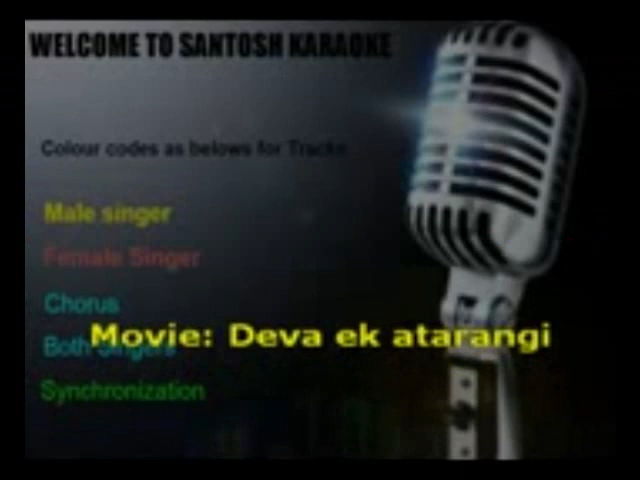 WELCOME TO SANTOSH KARAOKE
Colour codes as belows for Tracks
Male singer
Female Singer
Chorus
Movie: Deva ek atarangi
Both Singers
Synchronization